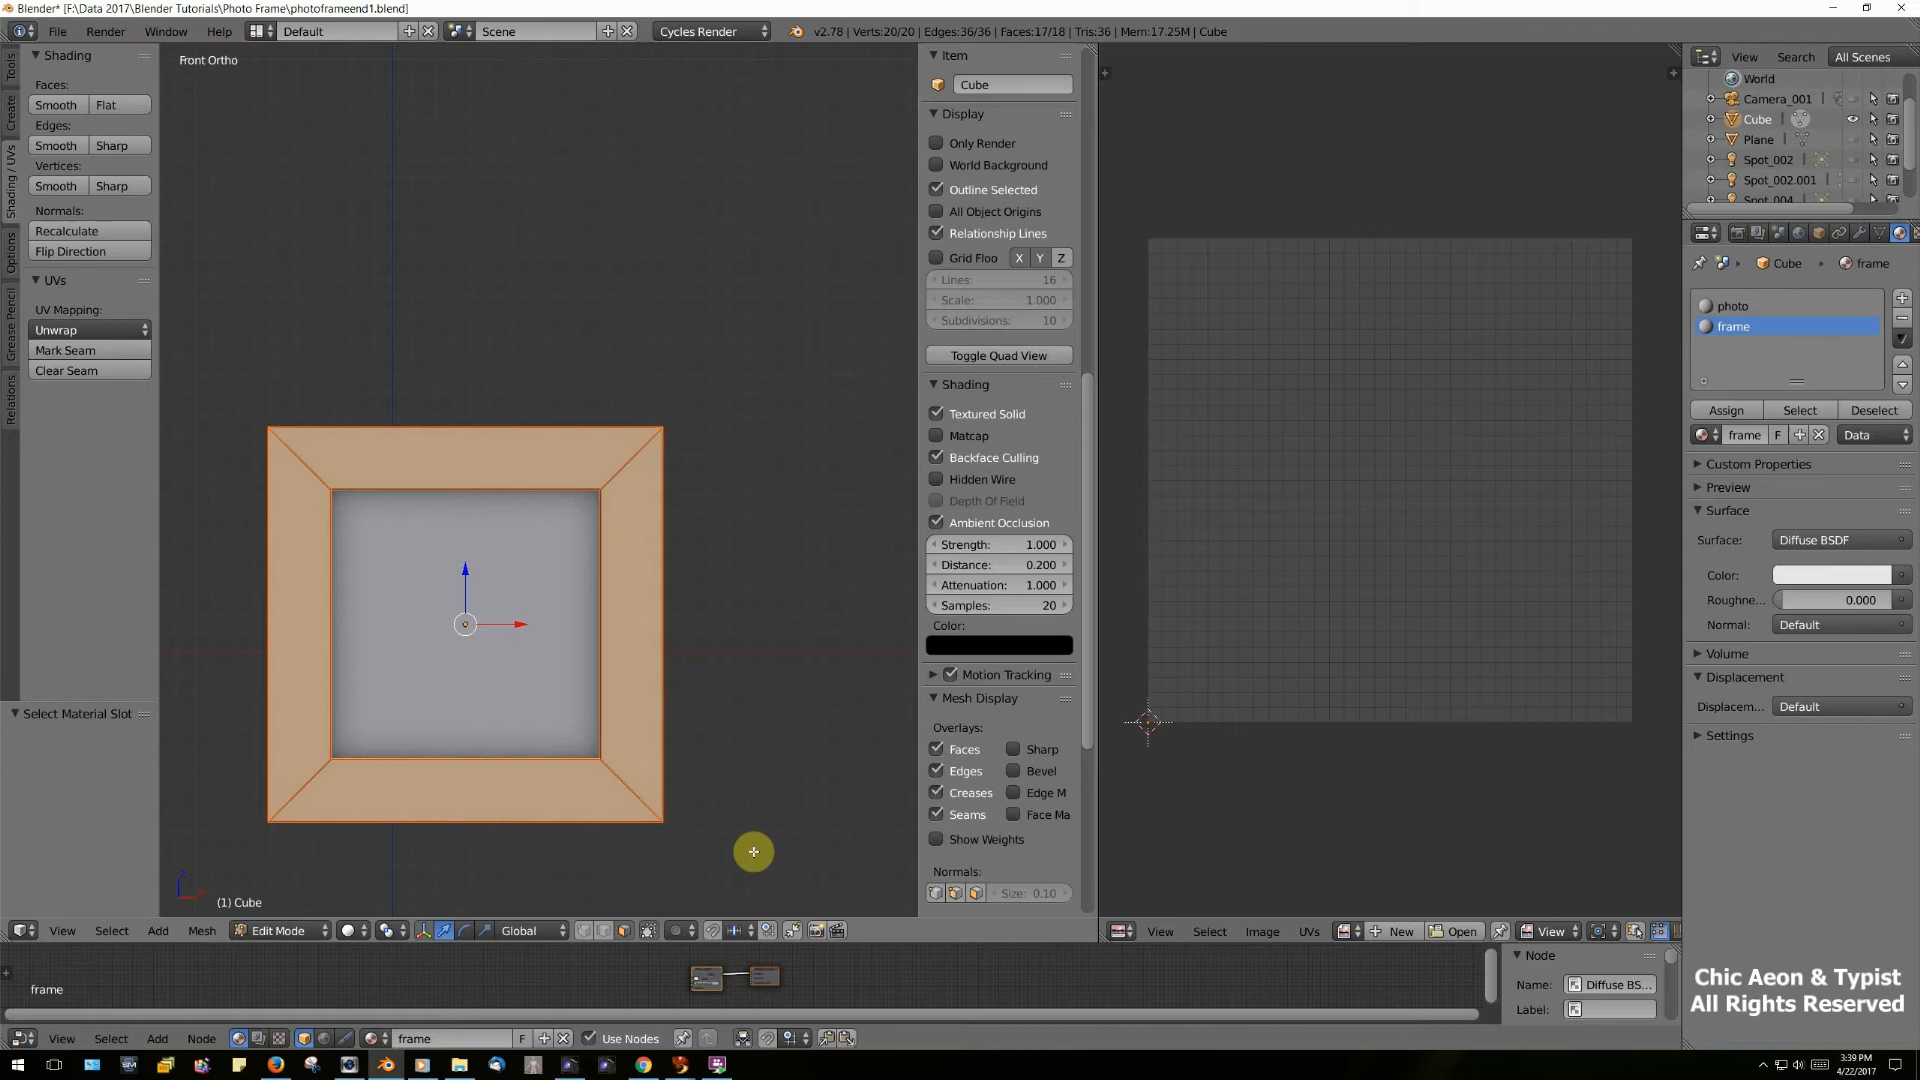 Blender* [F:\Data 2017\Blender Tutorials\Photo Frame\photoframeend1.blend]
File Render Window Help Default Scene Cycles Render v2.78 | Verts:20/20 | Edges:36/36 | Faces:17/18 | Tris:36 | Mem:17.25M | Cube
Tools
Create
Shading / UVs
Options
Grease Pencil
Relations
Shading
Faces:
Smooth Flat
Edges:
Smooth Sharp
Vertices:
Smooth Sharp
Normals:
Recalculate
Flip Direction
UVs
UV Mapping:
Unwrap
Mark Seam
Clear Seam
Select Material Slot
Front Ortho
(1) Cube
Item
Cube
Display
Only Render
World Background
Outline Selected
All Object Origins
Relationship Lines
Grid Floo X Y Z
Lines: 16
Scale: 1.000
Subdivisions: 10
Toggle Quad View
Shading
Textured Solid
Matcap
Backface Culling
Hidden Wire
Depth Of Field
Ambient Occlusion
Strength: 1.000
Distance: 0.200
Attenuation: 1.000
Samples: 20
Color:
Motion Tracking
Mesh Display
Overlays:
Faces Sharp
Edges Bevel
Creases Edge M
Seams Face Ma
Show Weights
Normals:
Size: 0.10
View Search All Scenes
World
Camera_001
Cube
Plane
Spot_002
Spot_002.001
Spot_004
Cube frame
photo
frame
Assign Select Deselect
frame F Data
Custom Properties
Preview
Surface
Surface: Diffuse BSDF
Color:
Roughne... 0.000
Normal: Default
Volume
Displacement
Displacem... Default
Settings
View Select Add Mesh Edit Mode Global
View Select Image UVs New Open View
frame
Node
Name: Diffuse BS...
Label:
Chic Aeon & Typist
All Rights Reserved
View Select Add Node frame F Use Nodes
3:39 PM
4/22/2017